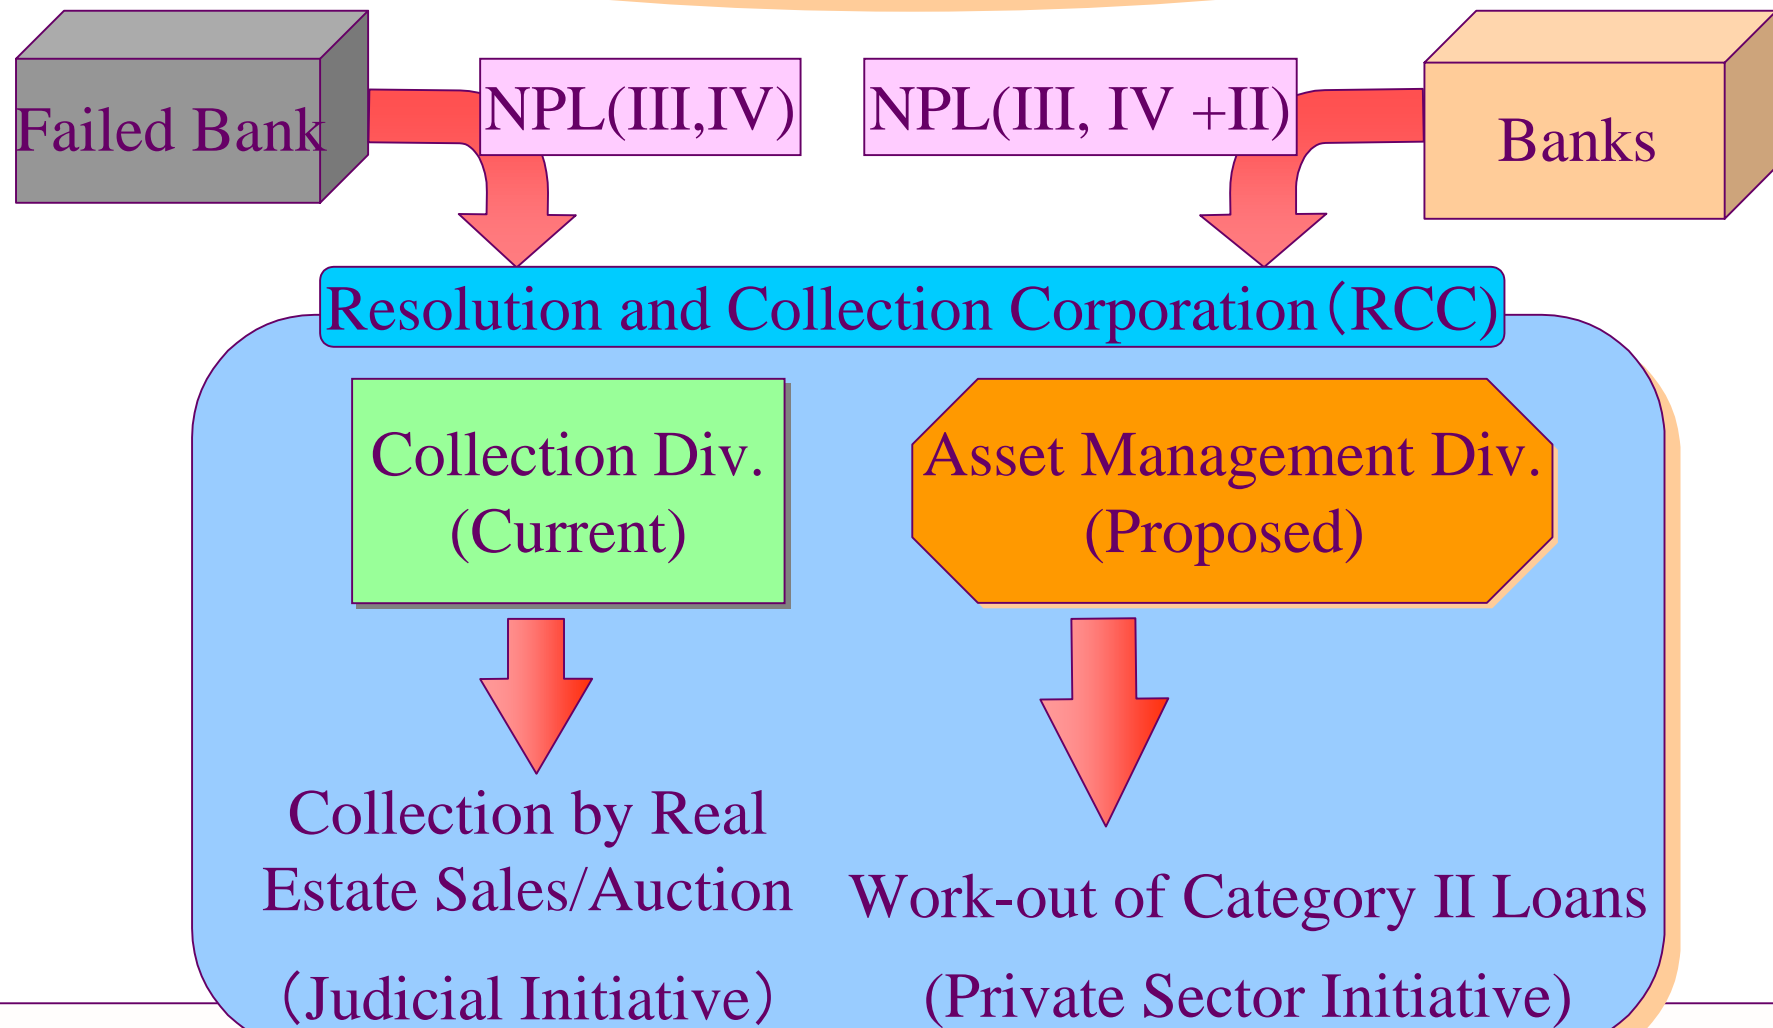 Failed Bank
NPL(III,IV)
NPL(III, IV +II)
Banks
Resolution and Collection Corporation(RCC)
Collection Div.
(Current)
Asset Management Div.
(Proposed)
Collection by Real
Estate Sales/Auction
(Judicial Initiative)
Work-out of Category II Loans
(Private Sector Initiative)